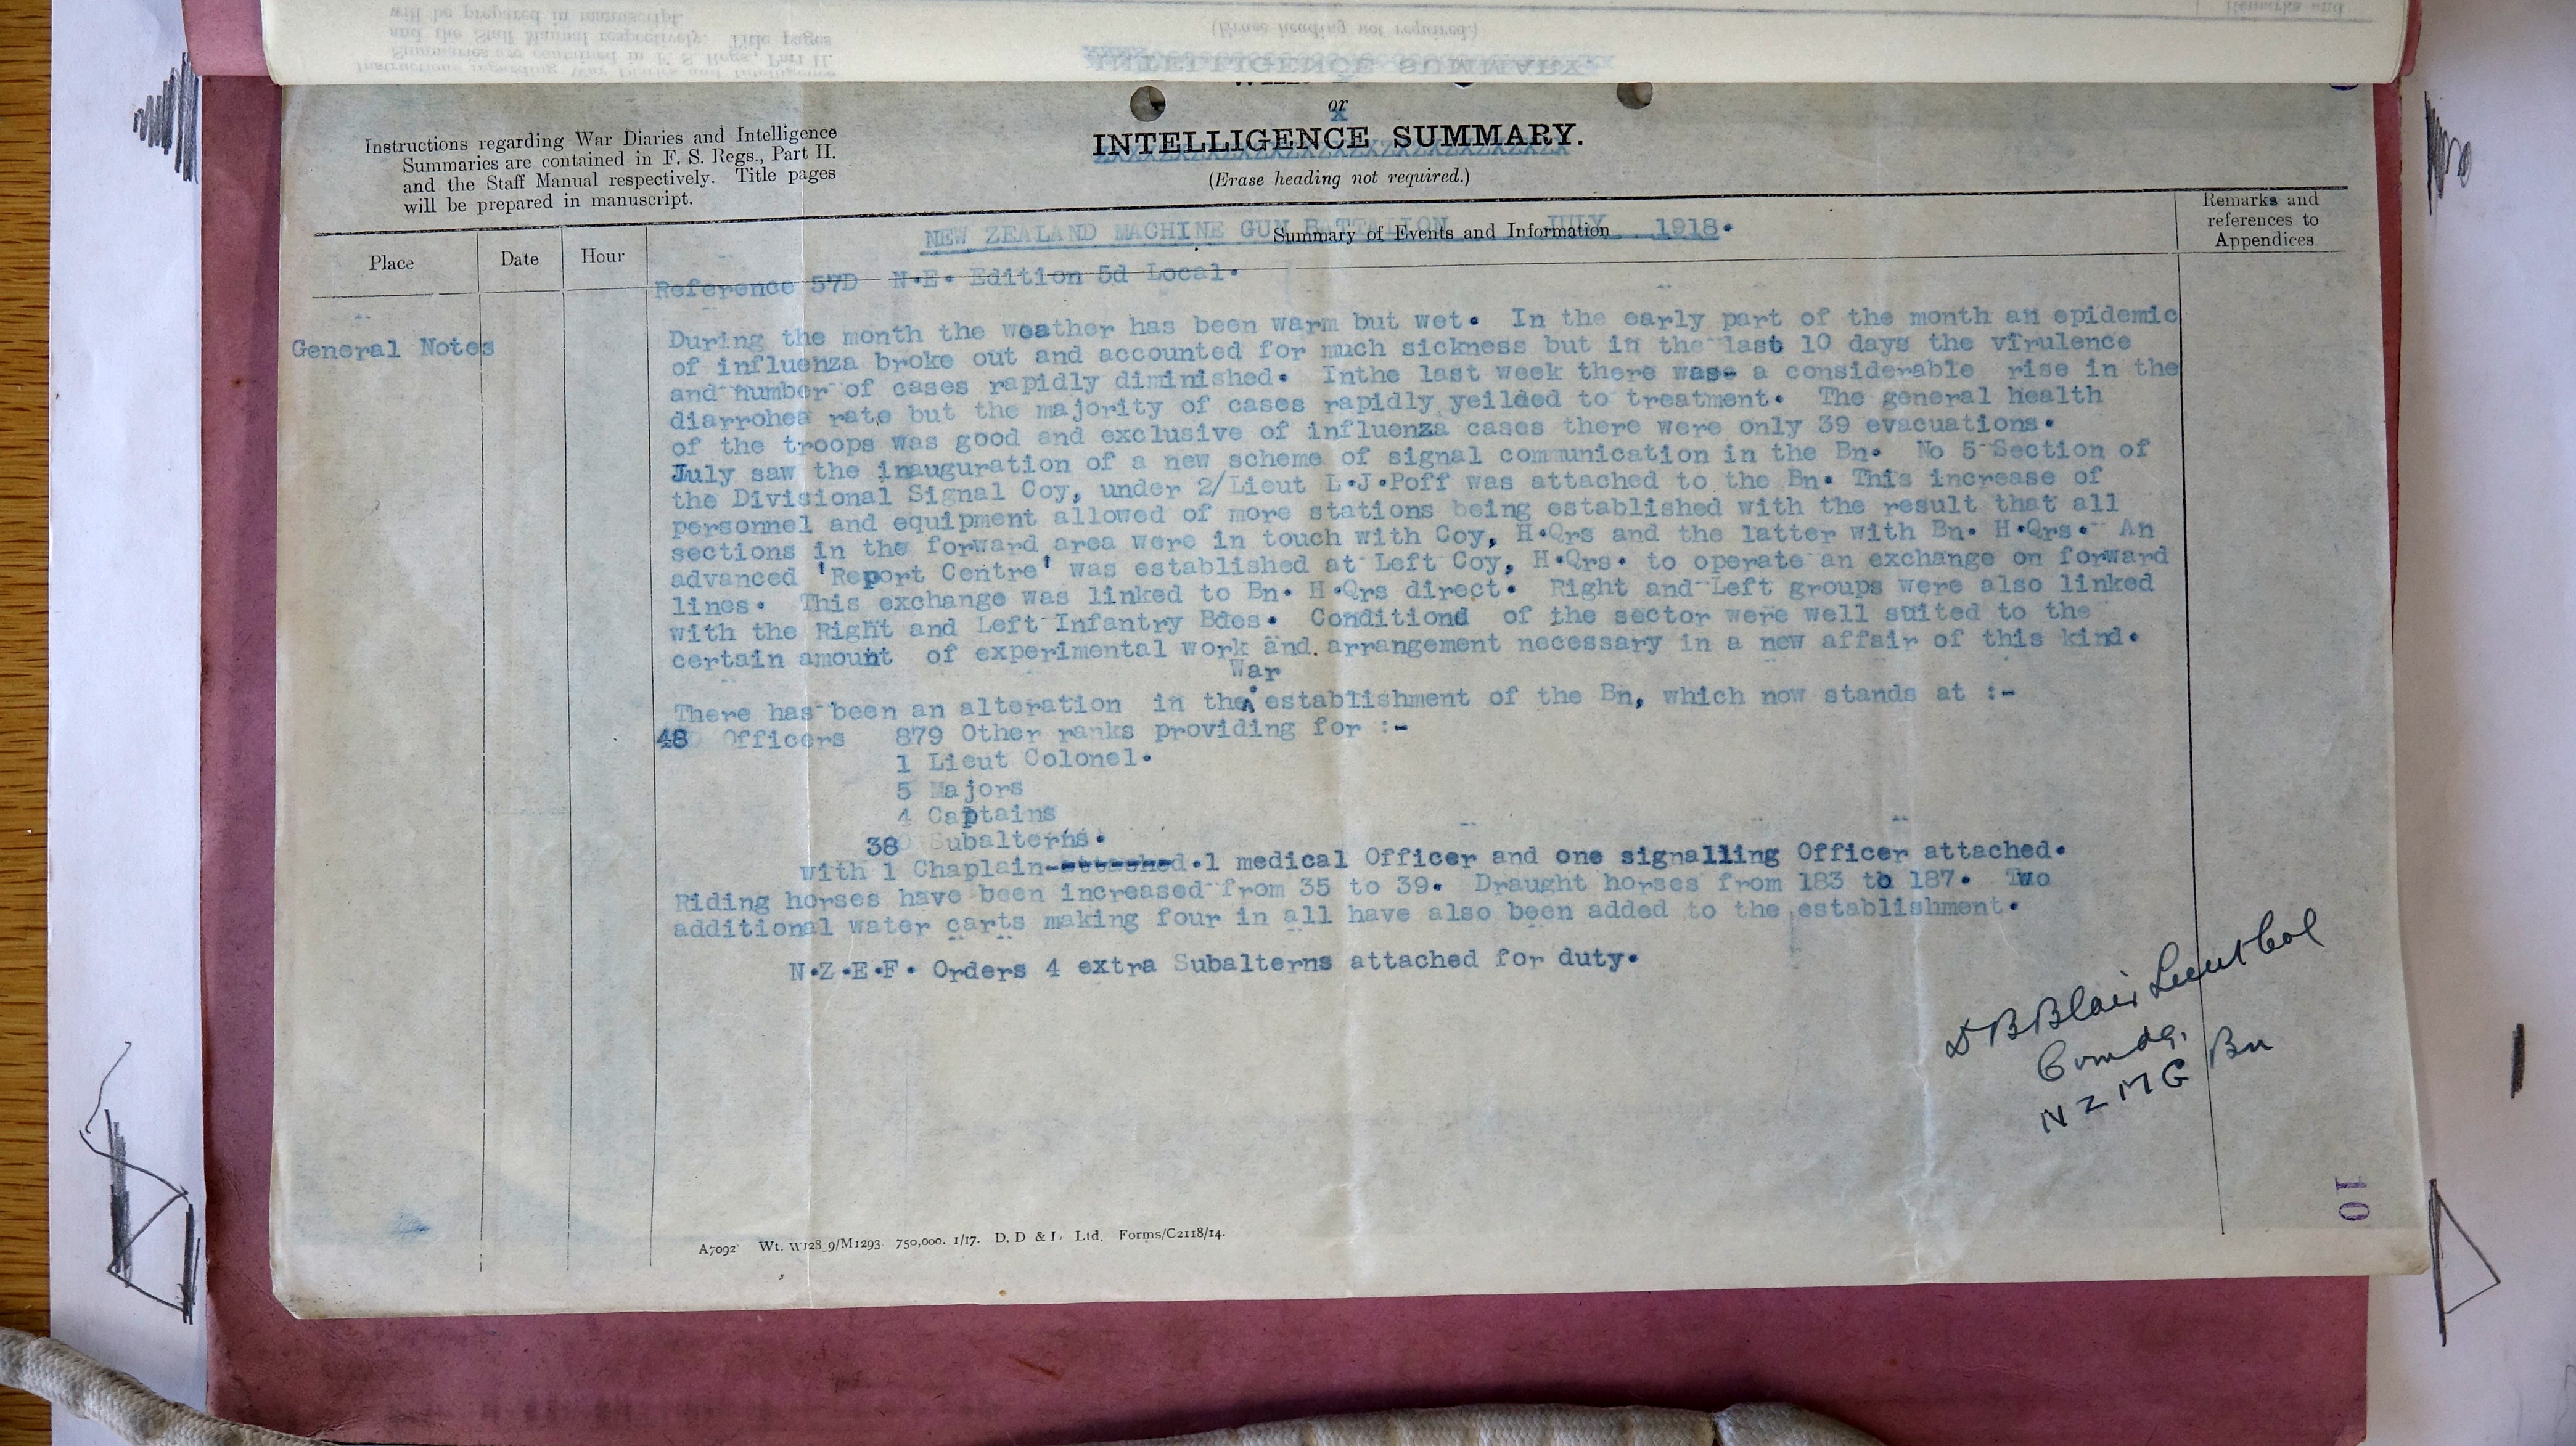 or
INTELLIGENCE SUMMARY.
(Erase heading not required.)
Instructions regarding War Diaries and Intelligence
Summaries are contained in F. S. Regs., Part II.
and the Staff Manual respectively. Title pages
will be prepared in manuscript.
Place
Date
Hour
NEW ZEALAND MACHINE GUN BATTALION JULY 1918.
Summary of Events and Information
Remarks and
references to
Appendices
Reference 57D N.E. Edition 5d Local.
General Notes
During the month the weather has been warm but wet. In the early part of the month an epidemic
of influenza broke out and accounted for much sickness but in the last 10 days the virulence
and number of cases rapidly diminished. Inthe last week there was a considerable rise in the
diarrohea rate but the majority of cases rapidly yeilded to treatment. The general health
of the troops was good and exclusive of influenza cases there were only 39 evacuations.
July saw the inauguration of a new scheme of signal communication in the Bn. No 5 Section of
the Divisional Signal Coy, under 2/Lieut L.J.Poff was attached to the Bn. This increase of
personnel and equipment allowed of more stations being established with the result that all
sections in the forward area were in touch with Coy, H.Qrs and the latter with Bn. H.Qrs. An
advanced 'Report Centre' was established at Left Coy, H.Qrs. to operate an exchange on forward
lines. This exchange was linked to Bn. H.Qrs direct. Right and Left groups were also linked
with the Right and Left Infantry Bdes. Conditiond of the sector were well suited to the
certain amount of experimental work and arrangement necessary in a new affair of this kind.
War
There has been an alteration in the establishment of the Bn, which now stands at :-
48 Officers 879 Other ranks providing for :-
1 Lieut Colonel.
5 Majors
4 Captains
38 Subalterns.
with 1 Chaplain attached.1 medical Officer and one signalling Officer attached.
Riding horses have been increased from 35 to 39. Draught horses from 183 to 187. Two
additional water carts making four in all have also been added to the establishment.
N.Z.E.F. Orders 4 extra Subalterns attached for duty.
D B Blair Lieut Col
Comdg.
N Z M G Bn
10
A7092 750,000. 1/17. D. D & L Ltd. Forms/C2118/14.